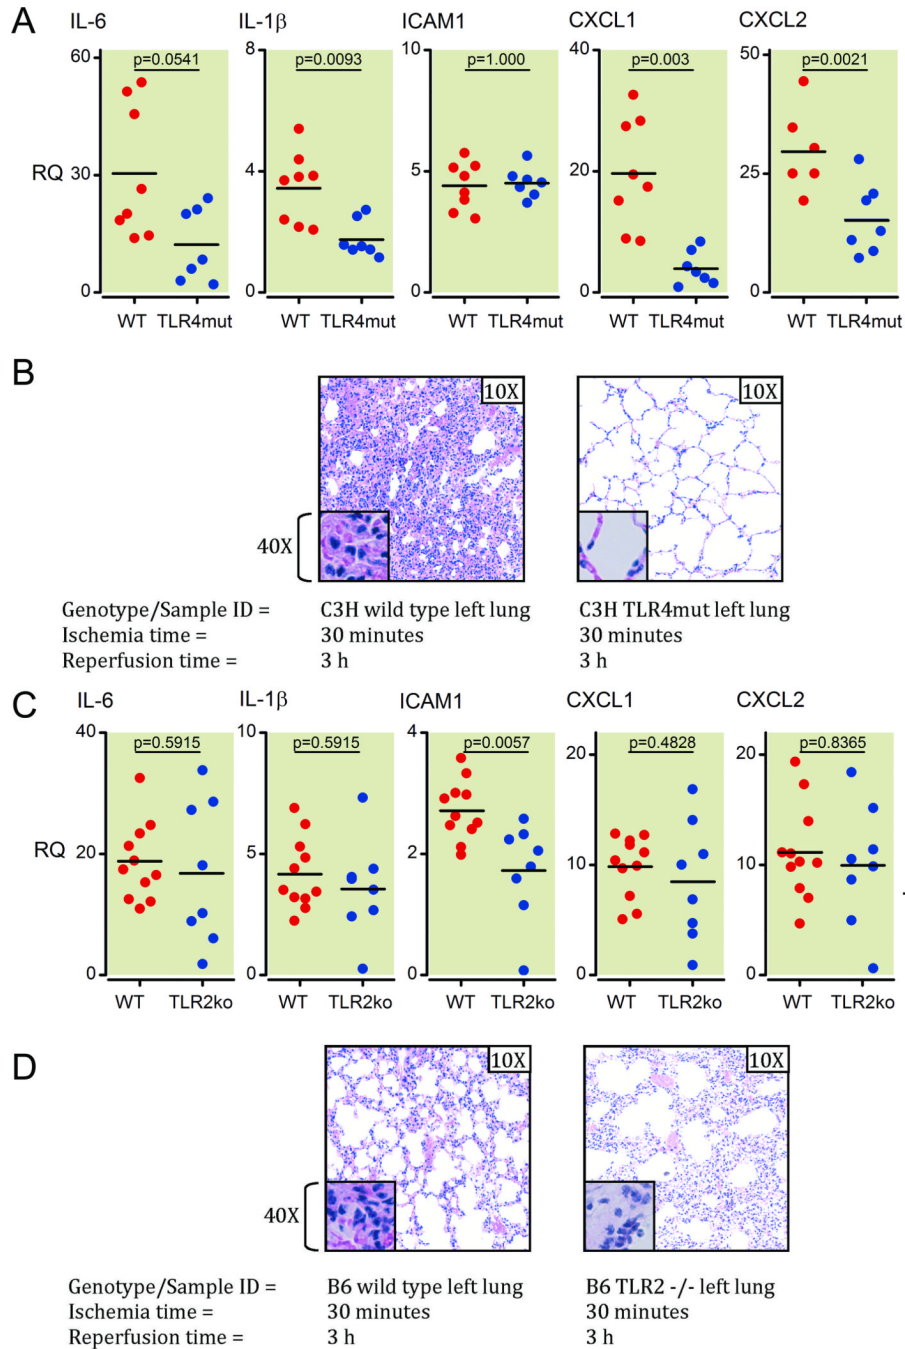 A
IL-6 IL-1β ICAM1 CXCL1 CXCL2
60 8 10 40 50
p=0.0541 p=0.0093 p=1.000 p=0.003 p=0.0021
RQ 30 4 5 20 25
0 0 0 0 0
WT TLR4mut WT TLR4mut WT TLR4mut WT TLR4mut WT TLR4mut
B
10X 10X
40X
Genotype/Sample ID = C3H wild type left lung C3H TLR4mut left lung
Ischemia time = 30 minutes 30 minutes
Reperfusion time = 3 h 3 h
C
IL-6 IL-1β ICAM1 CXCL1 CXCL2
40 10 4 20 20
p=0.5915 p=0.5915 p=0.0057 p=0.4828 p=0.8365
RQ 20 5 2 10 10
0 0 0 0 0
WT TLR2ko WT TLR2ko WT TLR2ko WT TLR2ko WT TLR2ko
D
10X 10X
40X
Genotype/Sample ID = B6 wild type left lung B6 TLR2 -/- left lung
Ischemia time = 30 minutes 30 minutes
Reperfusion time = 3 h 3 h